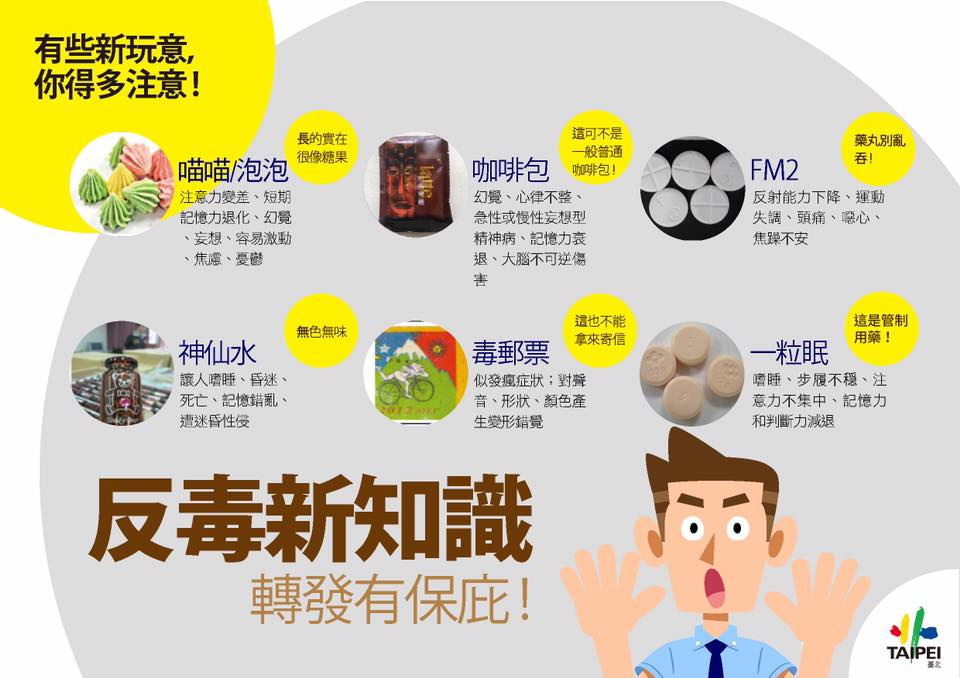 有些新玩意,
你得多注意!
長的實在
很像糖果
喵喵/泡泡
注意力變差、短期
記憶力退化、幻覺
、妄想、容易激動
、焦慮、憂鬱
這可不是
一般普通
咖啡包!
咖啡包
幻覺、心律不整、
急性或慢性妄想型
精神病、記憶力衰
退、大腦不可逆傷
害
藥丸別亂
吞!
FM2
反射能力下降、運動
失調、頭痛、噁心、
焦躁不安
無色無味
神仙水
讓人嗜睡、昏迷、
死亡、記憶錯亂、
遭迷昏性侵
這也不能
拿來寄信
毒郵票
似發瘋症狀；對聲
音、形狀、顏色產
生變形錯覺
2012
這是管制
用藥！
一粒眠
嗜睡、步履不穩、注
意力不集中、記憶力
和判斷力減退
反毒新知識
轉發有保庇!
TAIPEI
臺北